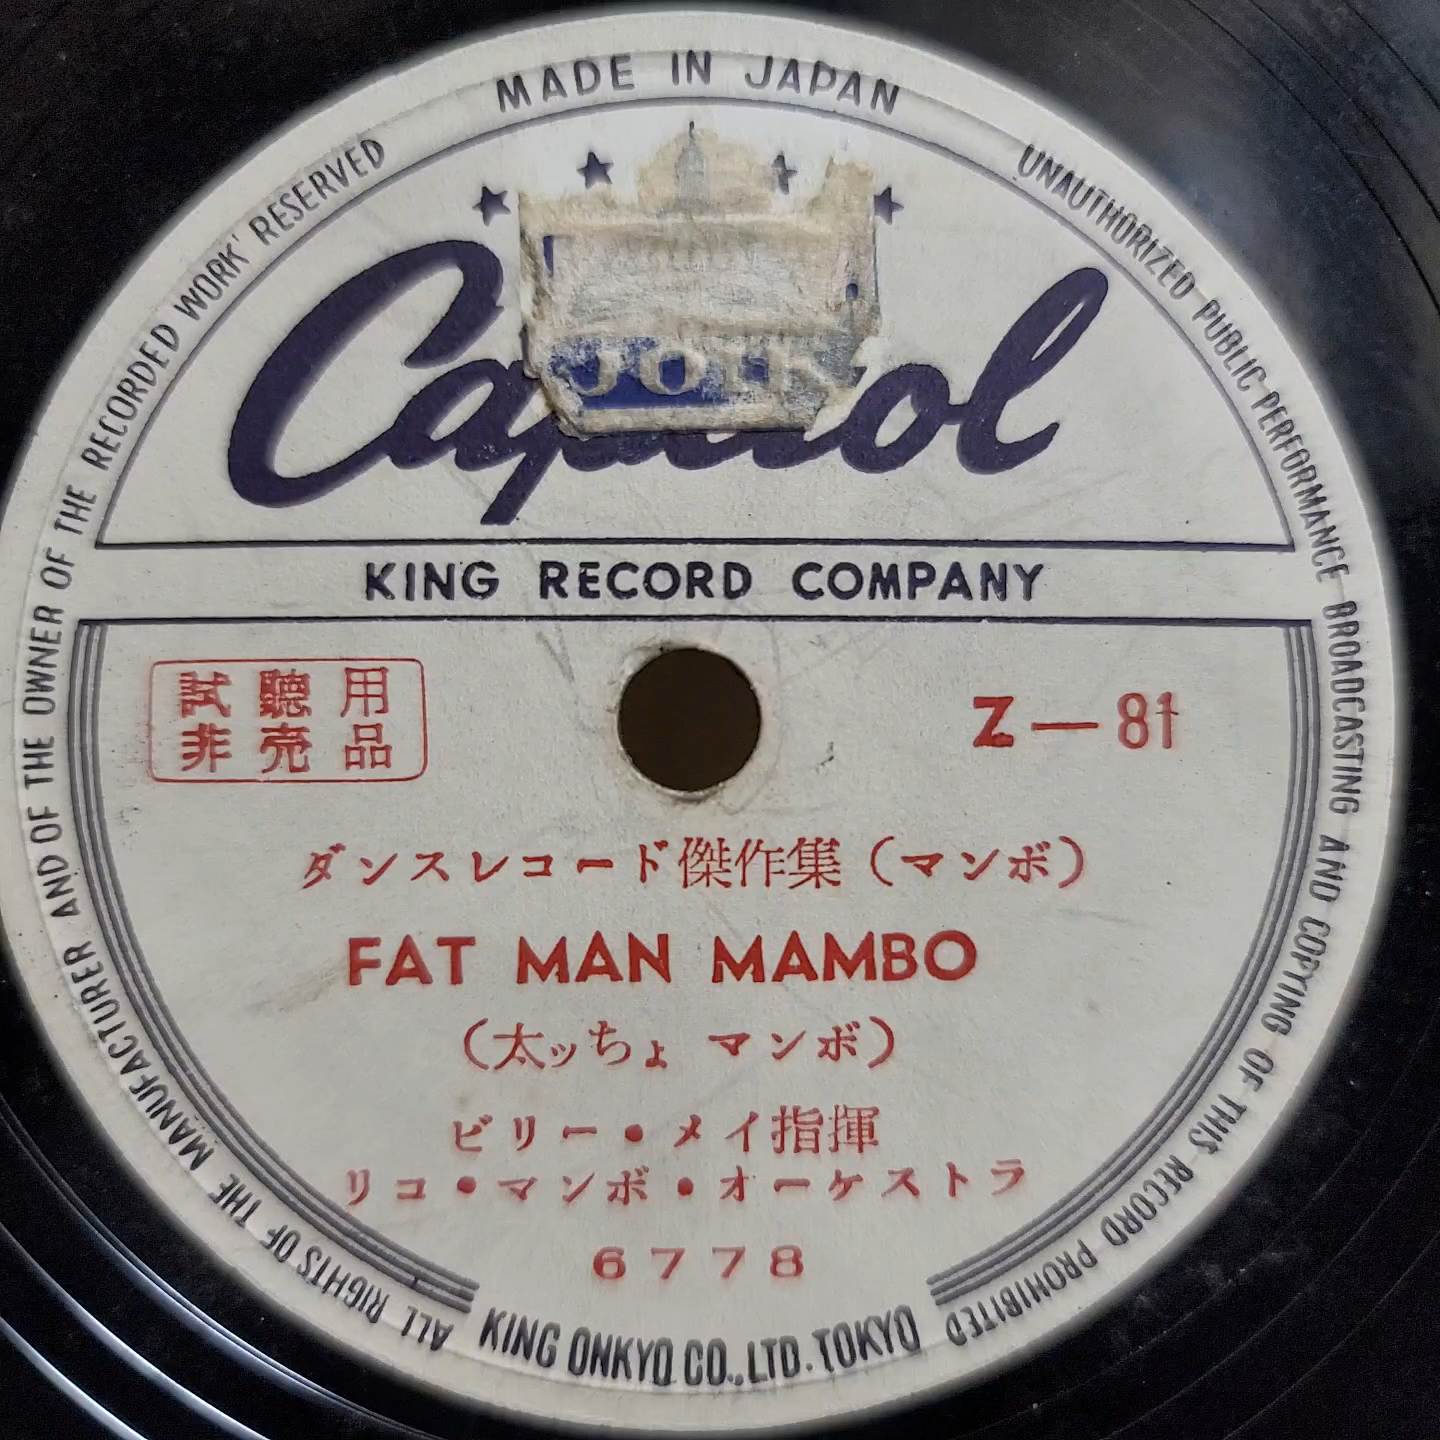 MADE IN JAPAN
Capitol
KING RECORD COMPANY
試聽用
非売品
Z—81
ダンスレコード傑作集(マンボ)
FAT MAN MAMBO
(太ッちょ マンボ)
ビリー・メイ指揮
リコ・マンボ・オーケストラ
6778
KING ONKYO CO.,LTD. TOKYO
ALL RIGHTS OF THE MANUFACTURER AND OF THE OWNER OF THE RECORDED WORK RESERVED
UNAUTHORIZED PUBLIC PERFORMANCE BROADCASTING AND COPYING OF THIS RECORD PROHIBITED